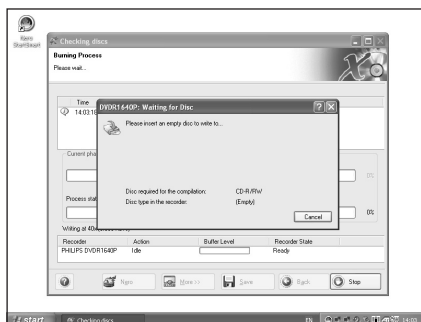 Nero
StartSmart
Checking discs
Burning Process
Please wait...
Time
14:03:18
DVDR1640P: Waiting for Disc
Please insert an empty disc to write to...
Disc required for the compilation: CD-R/RW
Disc type in the recorder: (Empty)
Cancel
Current pha
0%
Process stat
0%
Writing at 40
Recorder Action Buffer Level Recorder State
PHILIPS DVDR1640P Idle Ready
Nero More >> Save Back Stop
start Checking discs EN 14:03